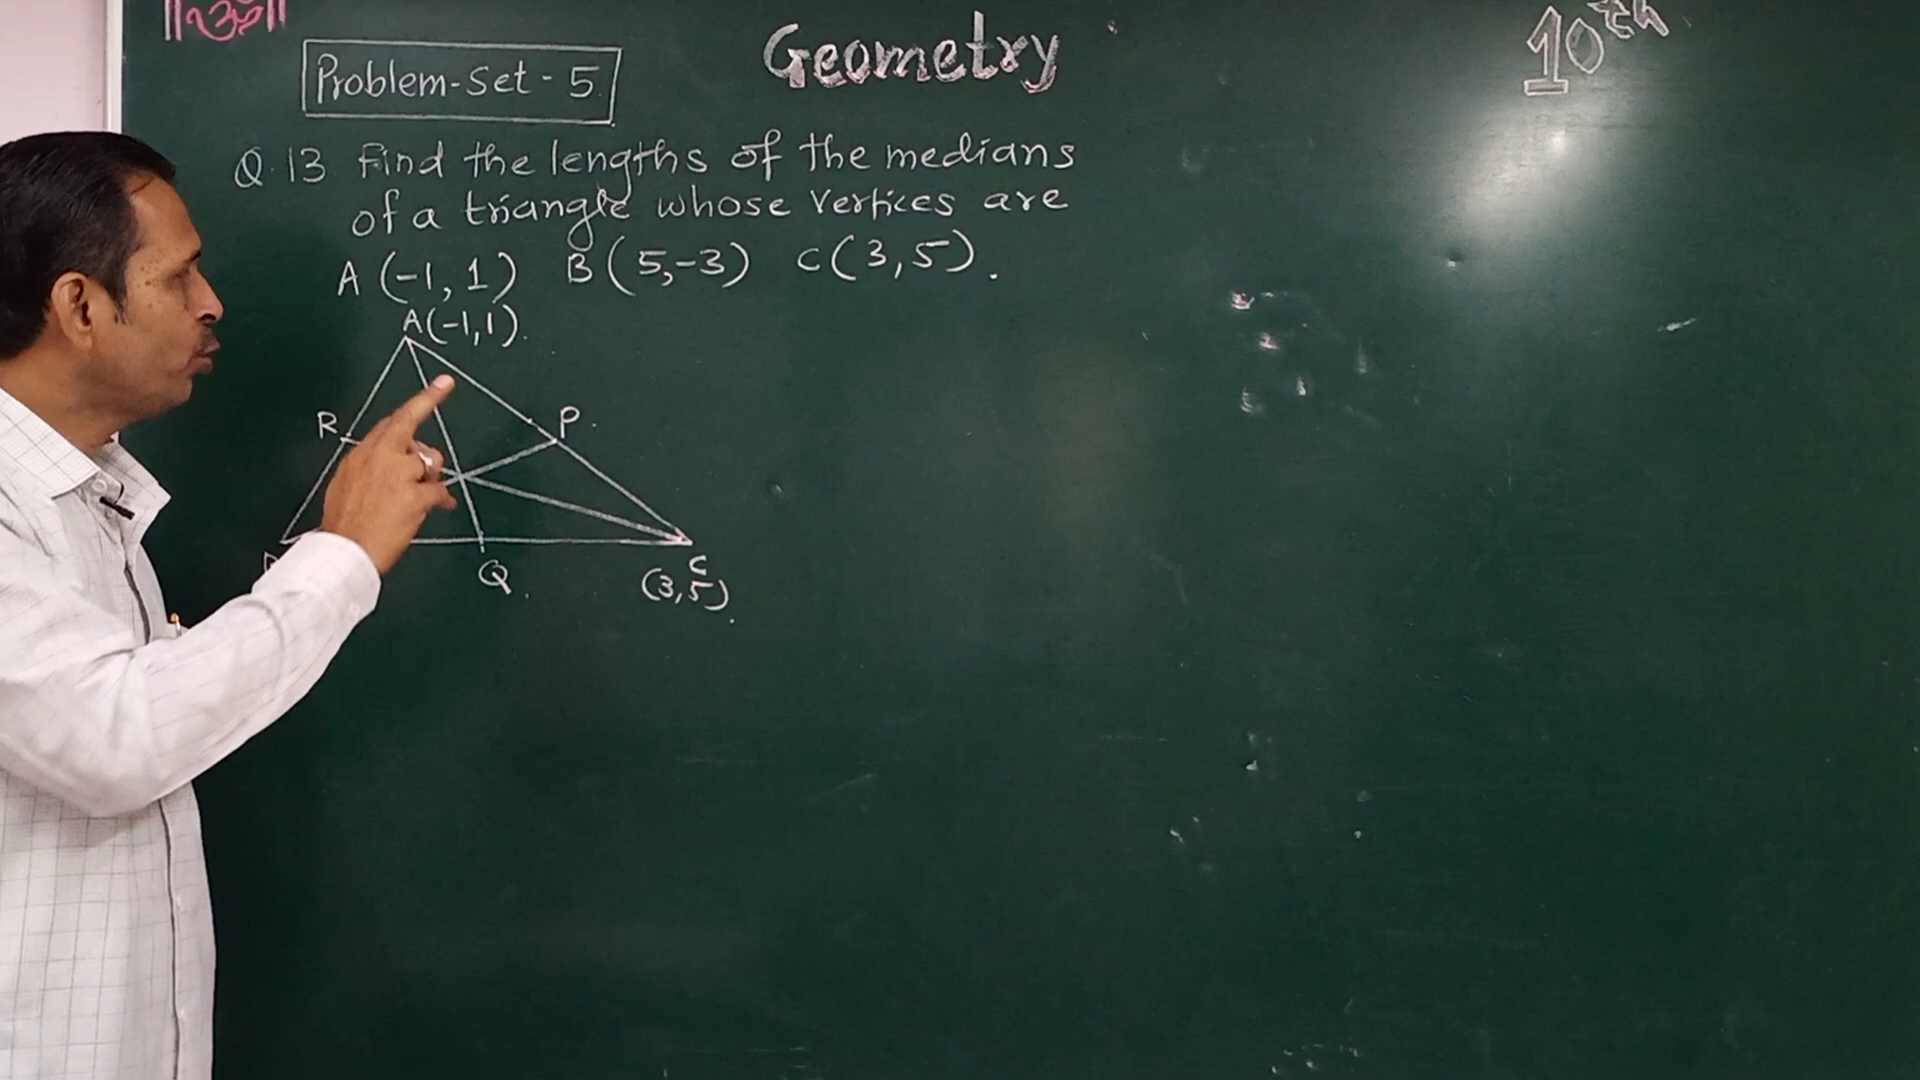 ||ॐ||
Geometry
10th
Problem-Set-5.
Q.13 Find the lengths of the medians
of a triangle whose vertices are
A (-1, 1) B (5,-3) C (3,5).
A(-1,1).
R
P.
Q.
C
(3,5).